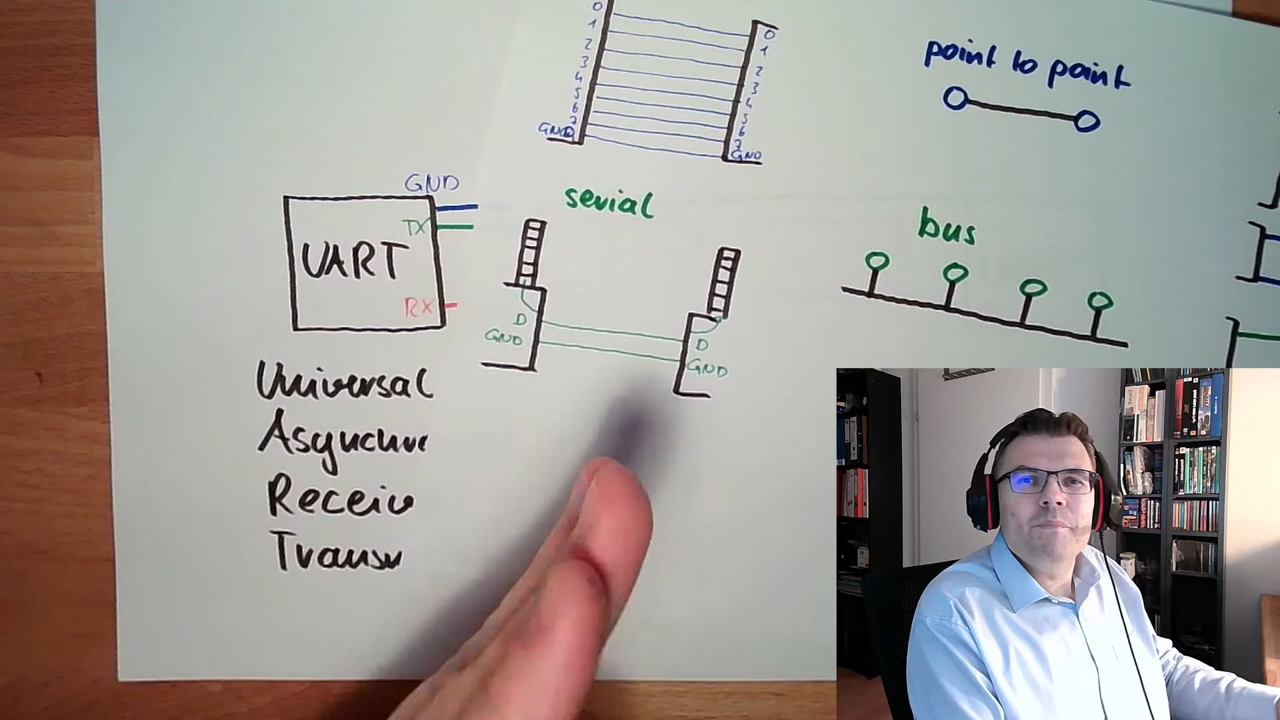 0
1
2
3
4
5
6
7
GND
0
1
2
3
4
5
6
7
GND
point to point
GND
TX
UART
RX
serial
D
GND
D
GND
bus
Universal
Asynchr
Receiv
Transm